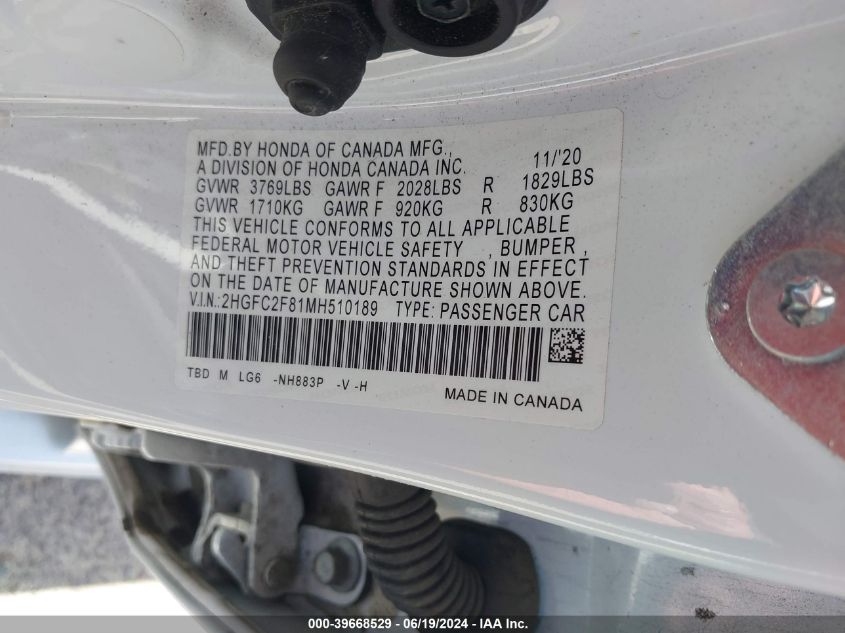 MFD.BY HONDA OF CANADA MFG., 11/'20
A DIVISION OF HONDA CANADA INC.
GVWR 3769LBS GAWR F 2028LBS R 1829LBS
GVWR 1710KG GAWR F 920KG R 830KG
THIS VEHICLE CONFORMS TO ALL APPLICABLE
FEDERAL MOTOR VEHICLE SAFETY , BUMPER ,
AND THEFT PREVENTION STANDARDS IN EFFECT
ON THE DATE OF MANUFACTURE SHOWN ABOVE.
V.I.N.:2HGFC2F81MH510189 TYPE: PASSENGER CAR
TBD M LG6 -NH883P -V -H
MADE IN CANADA
000-39668529 - 06/19/2024 - IAA Inc.